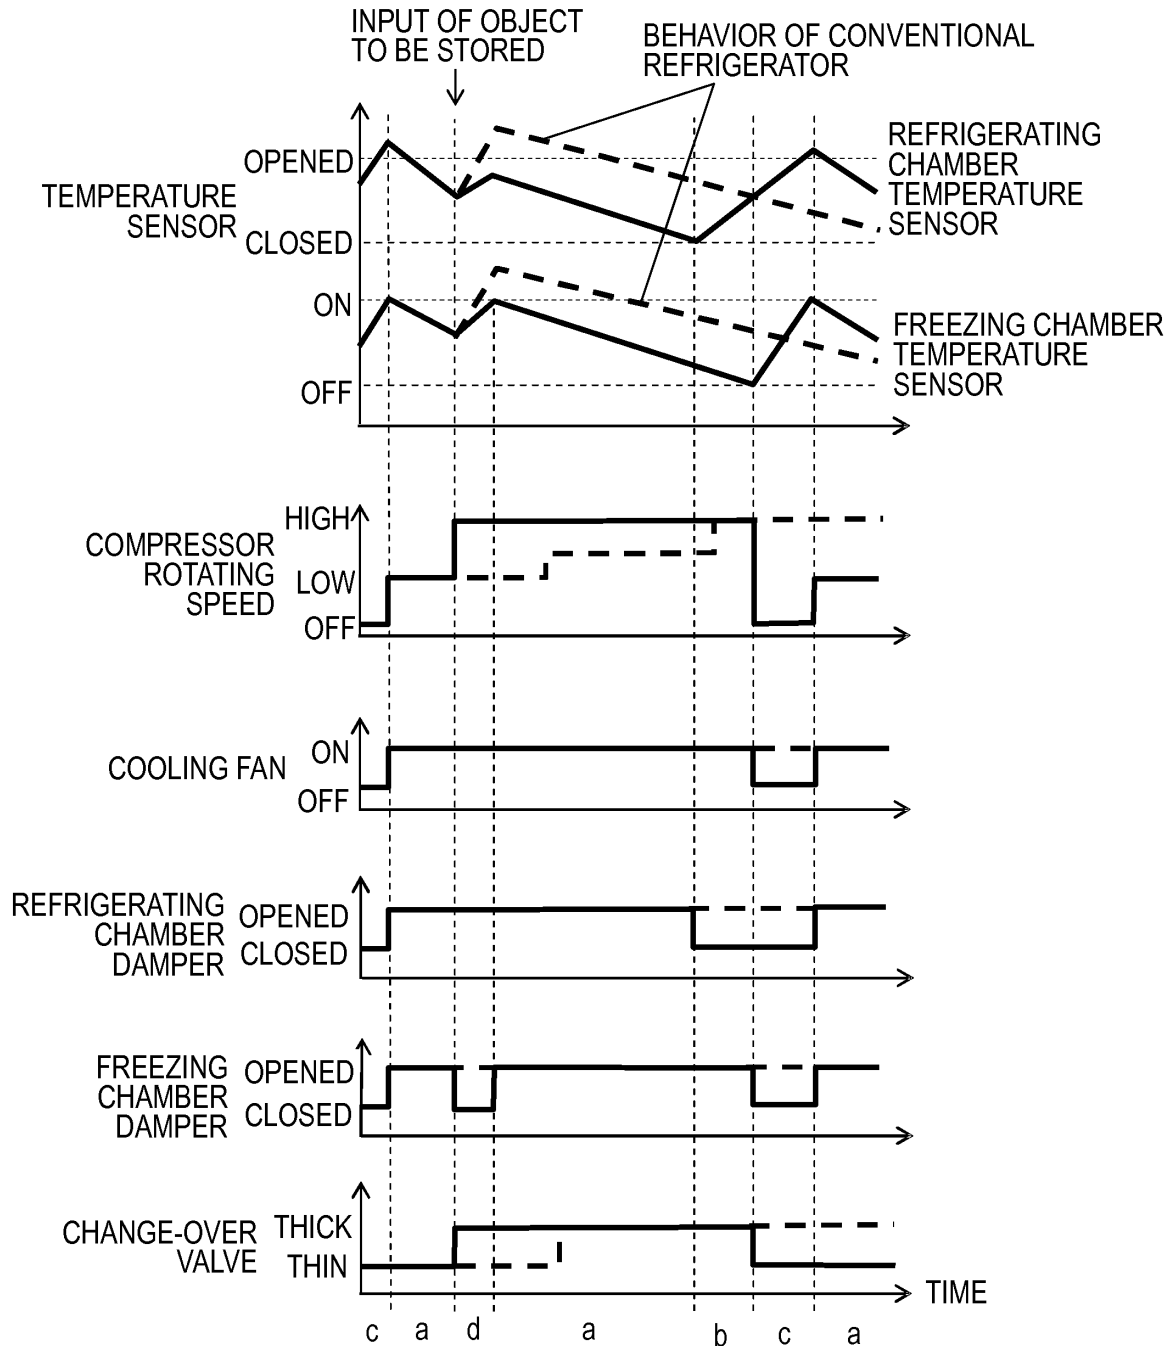 INPUT OF OBJECT
TO BE STORED
BEHAVIOR OF CONVENTIONAL
REFRIGERATOR
TEMPERATURE
SENSOR
OPENED
CLOSED
ON
OFF
REFRIGERATING
CHAMBER
TEMPERATURE
SENSOR
FREEZING CHAMBER
TEMPERATURE
SENSOR
COMPRESSOR
ROTATING
SPEED
HIGH
LOW
OFF
COOLING FAN
ON
OFF
REFRIGERATING
CHAMBER
DAMPER
OPENED
CLOSED
FREEZING
CHAMBER
DAMPER
OPENED
CLOSED
CHANGE-OVER
VALVE
THICK
THIN
TIME
c a d a b c a